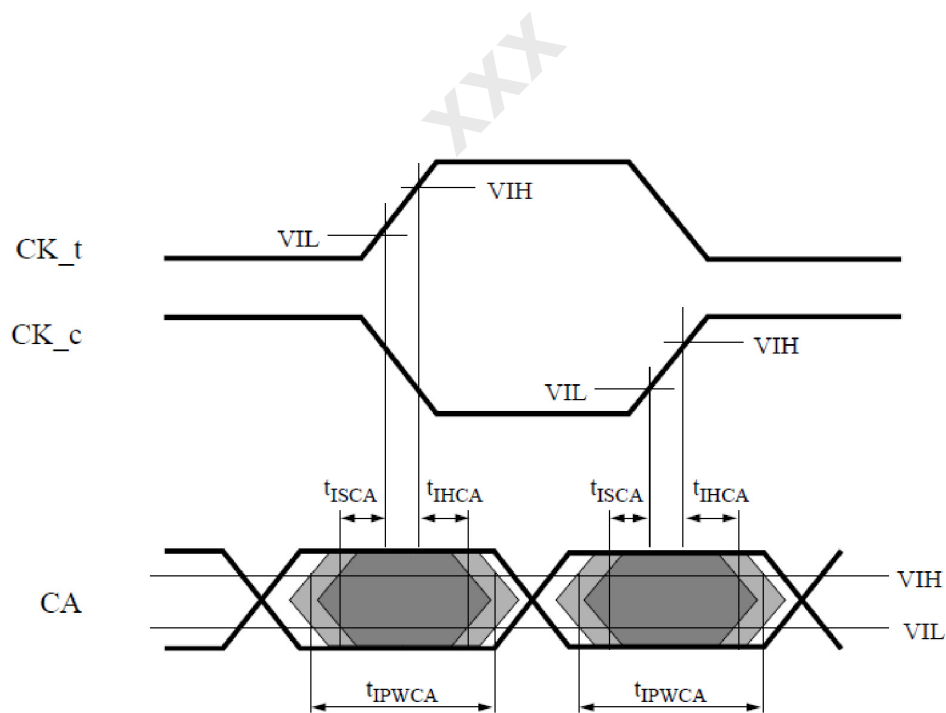 XXX
VIH
VIL
CK_t
CK_c
VIH
VIL
tISCA tIHCA tISCA tIHCA
VIH
CA
VIL
tIPWCA tIPWCA